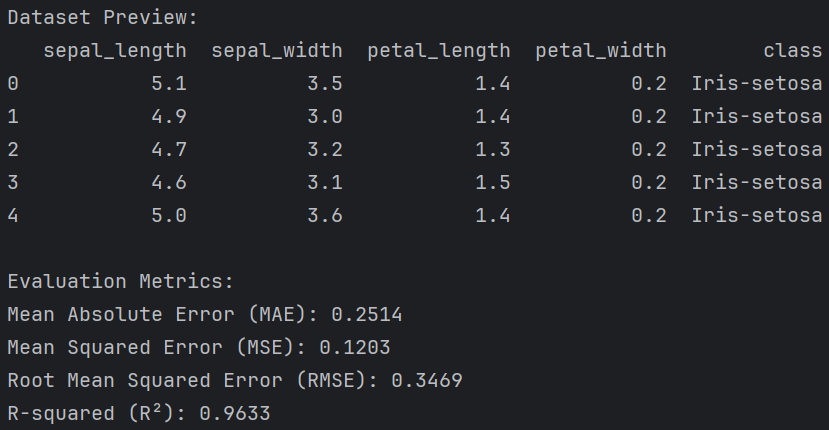 Dataset Preview:
sepal_length sepal_width petal_length petal_width class
0 5.1 3.5 1.4 0.2 Iris-setosa
1 4.9 3.0 1.4 0.2 Iris-setosa
2 4.7 3.2 1.3 0.2 Iris-setosa
3 4.6 3.1 1.5 0.2 Iris-setosa
4 5.0 3.6 1.4 0.2 Iris-setosa
Evaluation Metrics:
Mean Absolute Error (MAE): 0.2514
Mean Squared Error (MSE): 0.1203
Root Mean Squared Error (RMSE): 0.3469
R-squared (R²): 0.9633